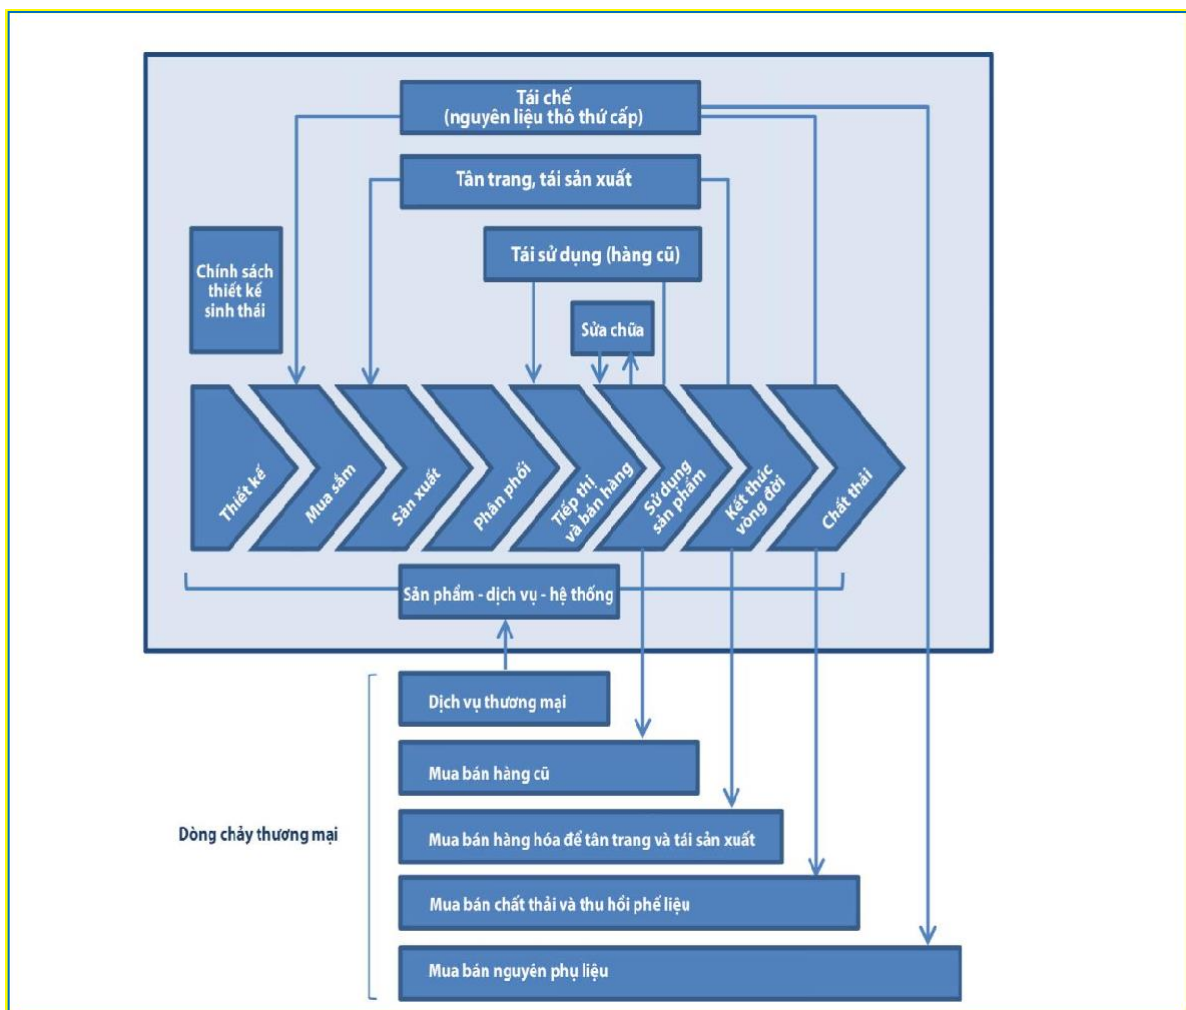 Tái chế
(nguyên liệu thô thứ cấp)
Tân trang, tái sản xuất
Tái sử dụng (hàng cũ)
Chính sách
thiết kế
sinh thái
Sửa chữa
Thiết kế
Mua sắm
Sản xuất
Phân phối
Tiếp thị
và bán hàng
Sử dụng
sản phẩm
Kết thúc
vòng đời
Chất thải
Sản phẩm - dịch vụ - hệ thống
Dịch vụ thương mại
Mua bán hàng cũ
Dòng chảy thương mại
Mua bán hàng hóa để tân trang và tái sản xuất
Mua bán chất thải và thu hồi phế liệu
Mua bán nguyên phụ liệu